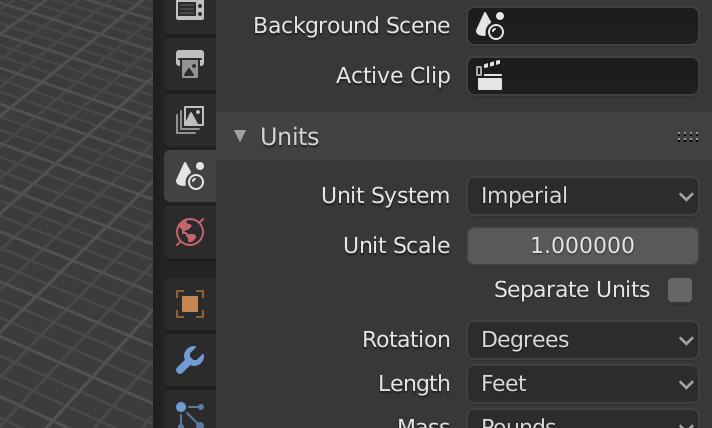 Background Scene
Active Clip
Units
Unit System Imperial
Unit Scale 1.000000
Separate Units
Rotation Degrees
Length Feet
Mass Pounds